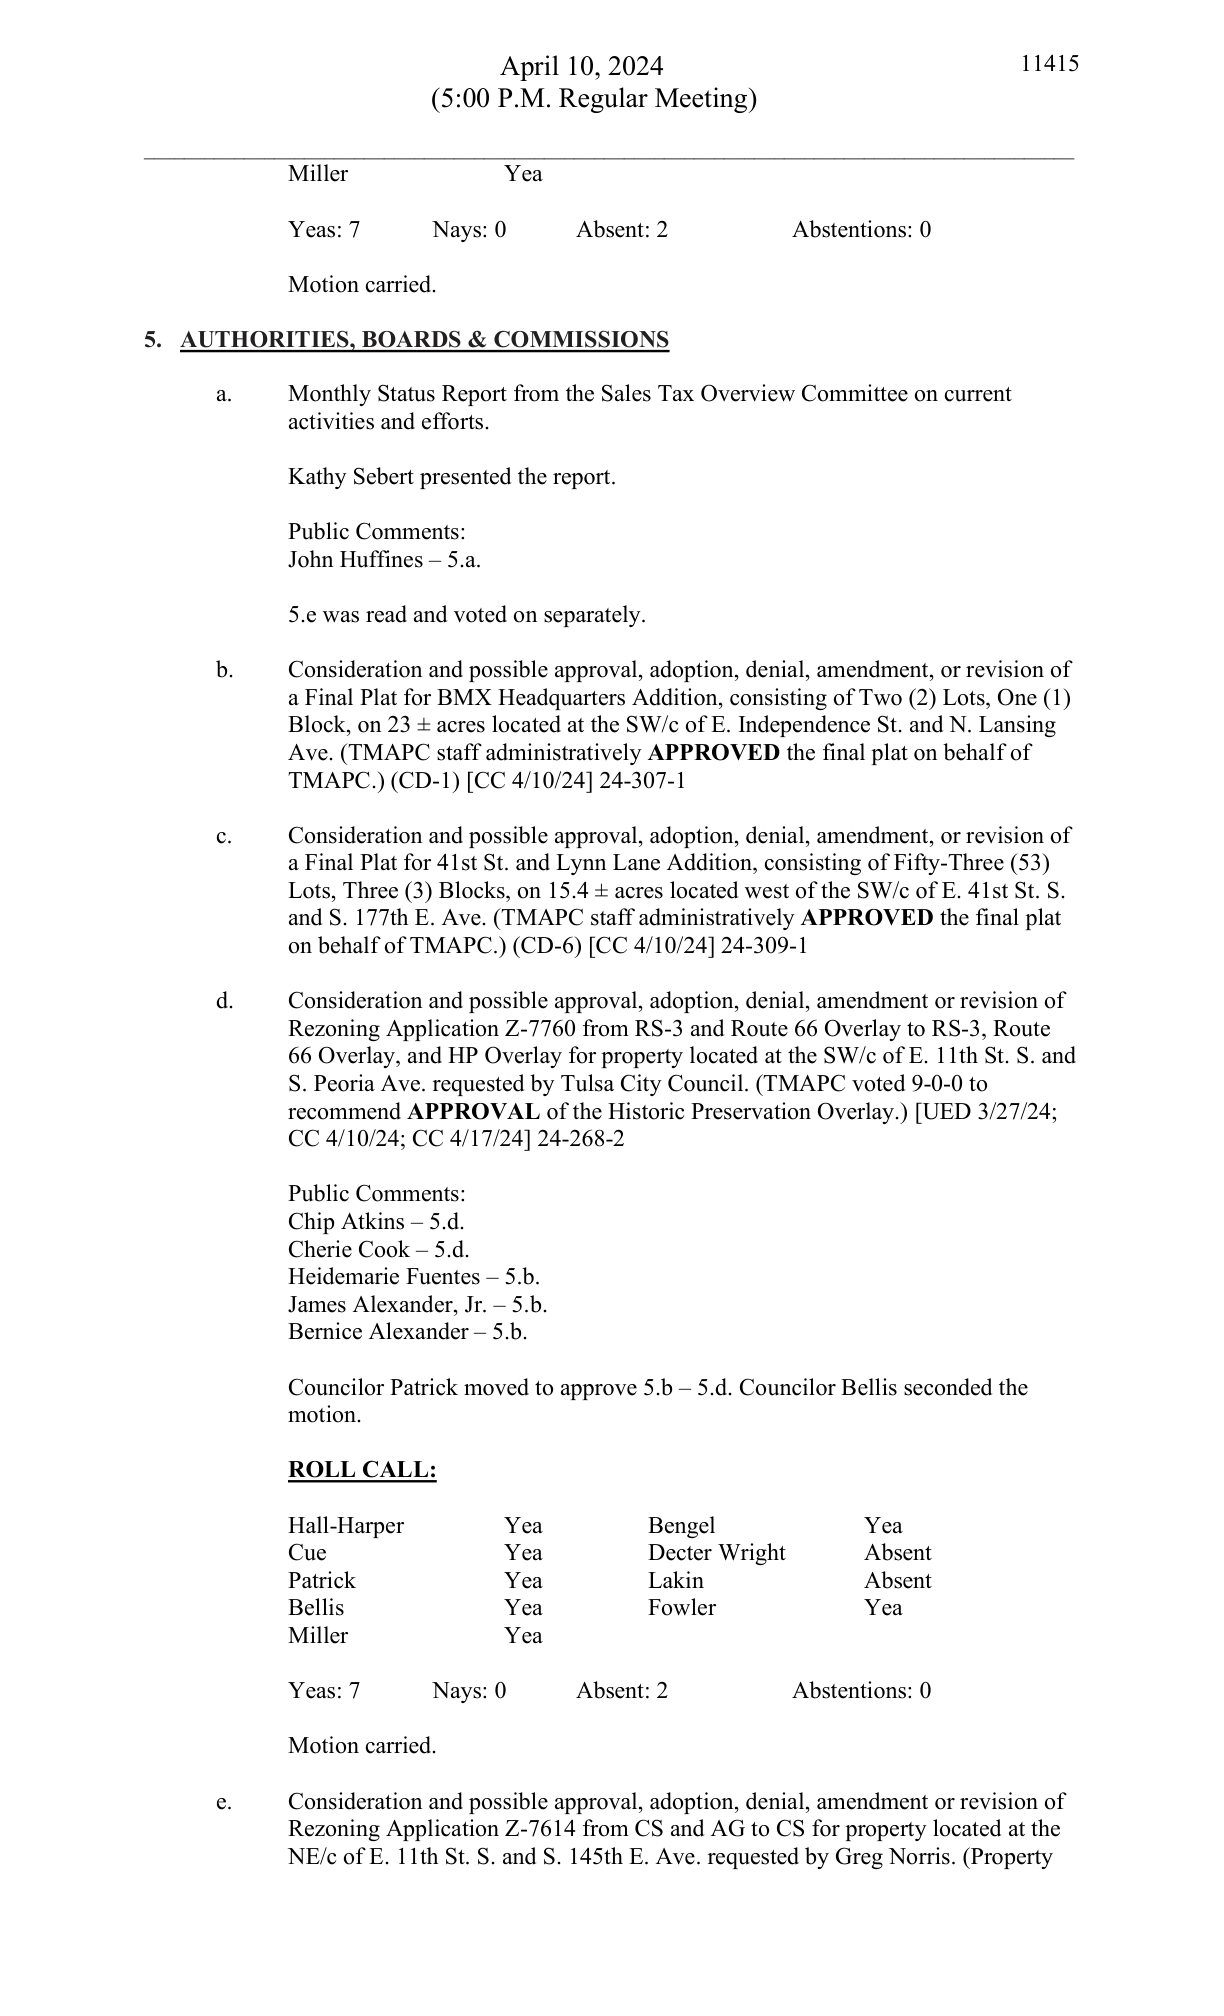 April 10, 2024 11415
(5:00 P.M. Regular Meeting)
Miller Yea
Yeas: 7 Nays: 0 Absent: 2 Abstentions: 0
Motion carried.
5. AUTHORITIES, BOARDS & COMMISSIONS
a. Monthly Status Report from the Sales Tax Overview Committee on current
activities and efforts.
Kathy Sebert presented the report.
Public Comments:
John Huffines – 5.a.
5.e was read and voted on separately.
b. Consideration and possible approval, adoption, denial, amendment, or revision of
a Final Plat for BMX Headquarters Addition, consisting of Two (2) Lots, One (1)
Block, on 23 ± acres located at the SW/c of E. Independence St. and N. Lansing
Ave. (TMAPC staff administratively APPROVED the final plat on behalf of
TMAPC.) (CD-1) [CC 4/10/24] 24-307-1
c. Consideration and possible approval, adoption, denial, amendment, or revision of
a Final Plat for 41st St. and Lynn Lane Addition, consisting of Fifty-Three (53)
Lots, Three (3) Blocks, on 15.4 ± acres located west of the SW/c of E. 41st St. S.
and S. 177th E. Ave. (TMAPC staff administratively APPROVED the final plat
on behalf of TMAPC.) (CD-6) [CC 4/10/24] 24-309-1
d. Consideration and possible approval, adoption, denial, amendment or revision of
Rezoning Application Z-7760 from RS-3 and Route 66 Overlay to RS-3, Route
66 Overlay, and HP Overlay for property located at the SW/c of E. 11th St. S. and
S. Peoria Ave. requested by Tulsa City Council. (TMAPC voted 9-0-0 to
recommend APPROVAL of the Historic Preservation Overlay.) [UED 3/27/24;
CC 4/10/24; CC 4/17/24] 24-268-2
Public Comments:
Chip Atkins – 5.d.
Cherie Cook – 5.d.
Heidemarie Fuentes – 5.b.
James Alexander, Jr. – 5.b.
Bernice Alexander – 5.b.
Councilor Patrick moved to approve 5.b – 5.d. Councilor Bellis seconded the
motion.
ROLL CALL:
Hall-Harper Yea Bengel Yea
Cue Yea Decter Wright Absent
Patrick Yea Lakin Absent
Bellis Yea Fowler Yea
Miller Yea
Yeas: 7 Nays: 0 Absent: 2 Abstentions: 0
Motion carried.
e. Consideration and possible approval, adoption, denial, amendment or revision of
Rezoning Application Z-7614 from CS and AG to CS for property located at the
NE/c of E. 11th St. S. and S. 145th E. Ave. requested by Greg Norris. (Property